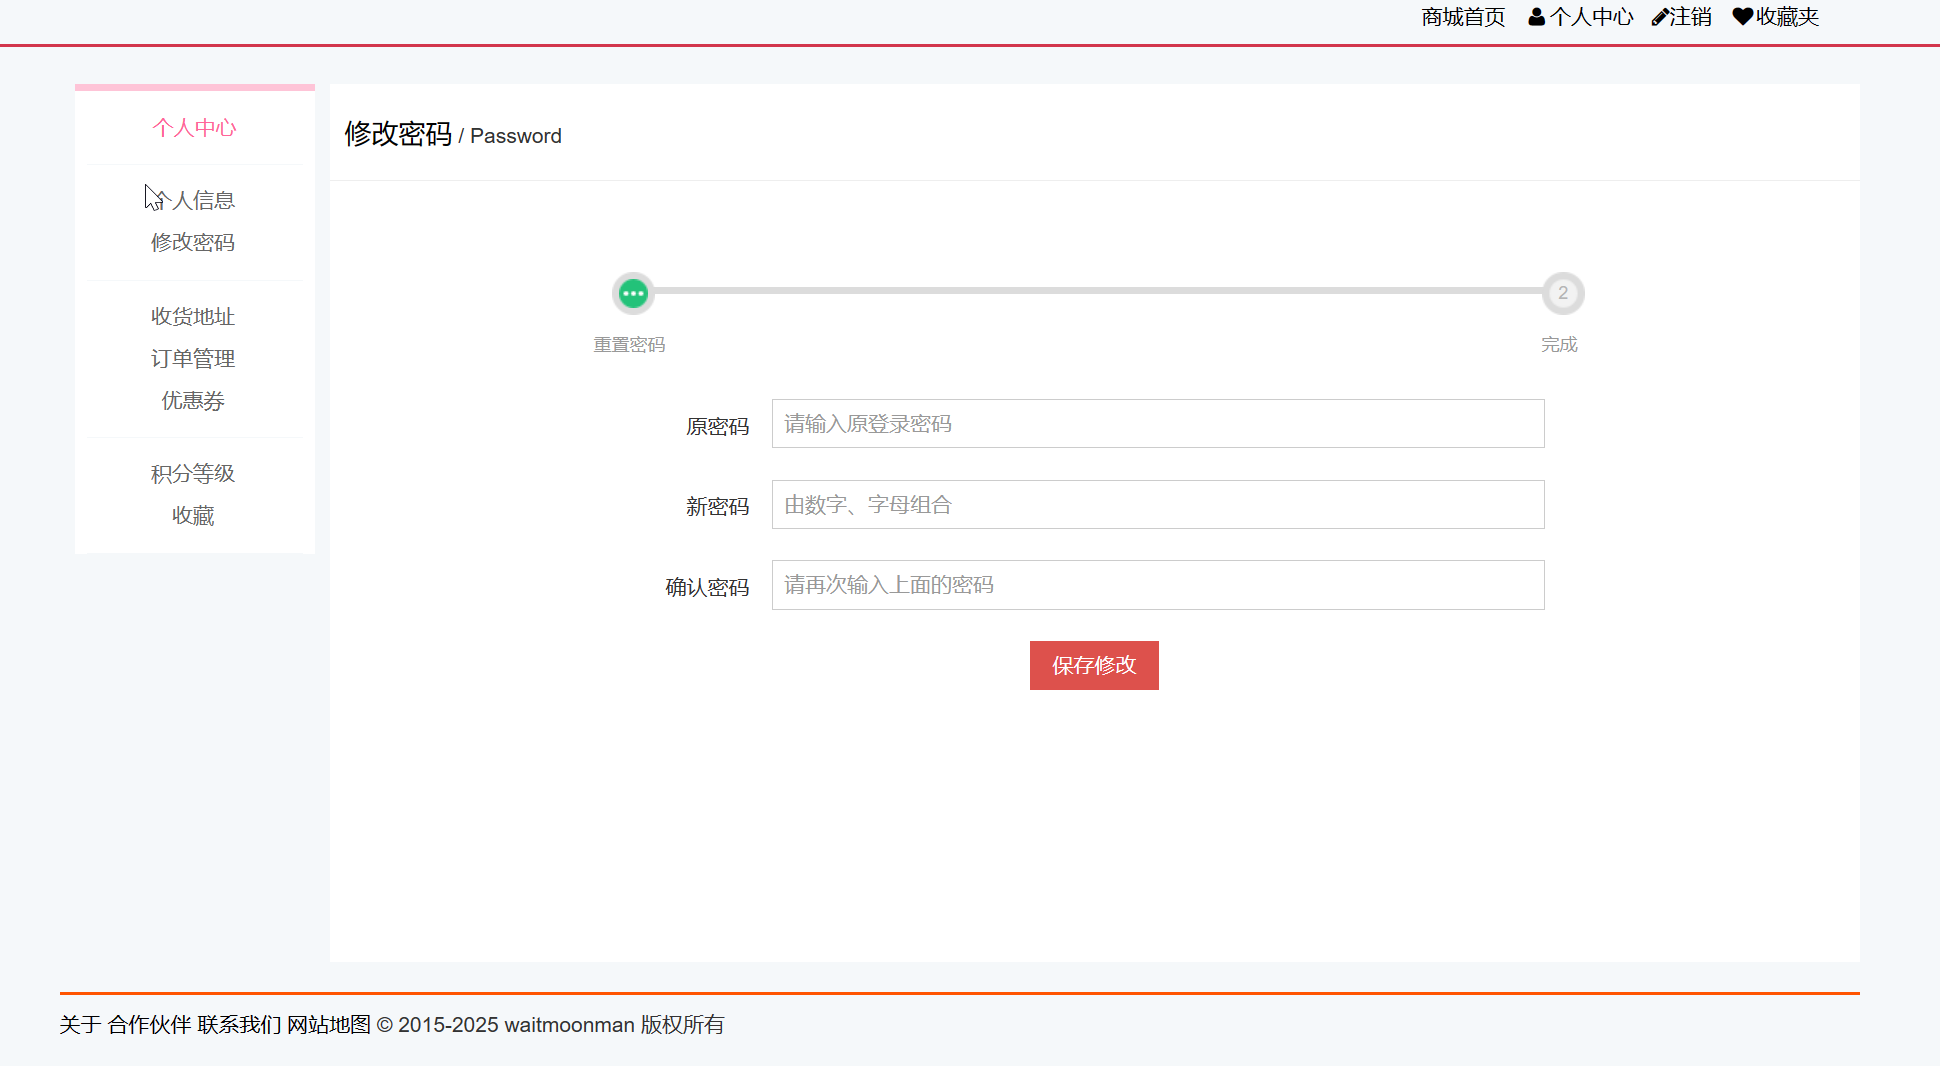 商城首页 个人中心 注销 收藏夹
个人中心
个人信息
修改密码
收货地址
订单管理
优惠券
积分等级
收藏
修改密码 / Password
2
重置密码 完成
原密码 请输入原登录密码
新密码 由数字、字母组合
确认密码 请再次输入上面的密码
保存修改
关于 合作伙伴 联系我们 网站地图 © 2015-2025 waitmoonman 版权所有